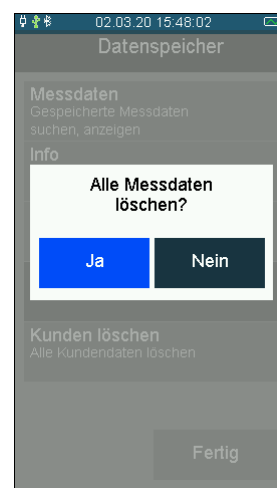 02.03.20 15:48:02
Datenspeicher
Messdaten
Gespeicherte Messdaten
suchen, anzeigen
Info
Alle Messdaten
löschen?
Ja
Nein
Kunden löschen
Alle Kundendaten löschen
Fertig